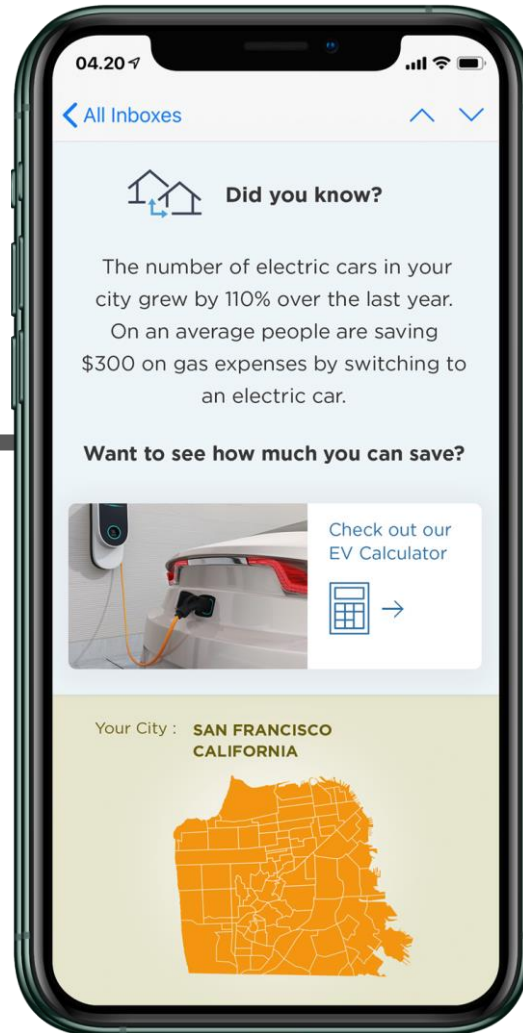 04.20
All Inboxes
Did you know?
The number of electric cars in your
city grew by 110% over the last year.
On an average people are saving
$300 on gas expenses by switching to
an electric car.
Want to see how much you can save?
Check out our
EV Calculator
Your City : SAN FRANCISCO
CALIFORNIA